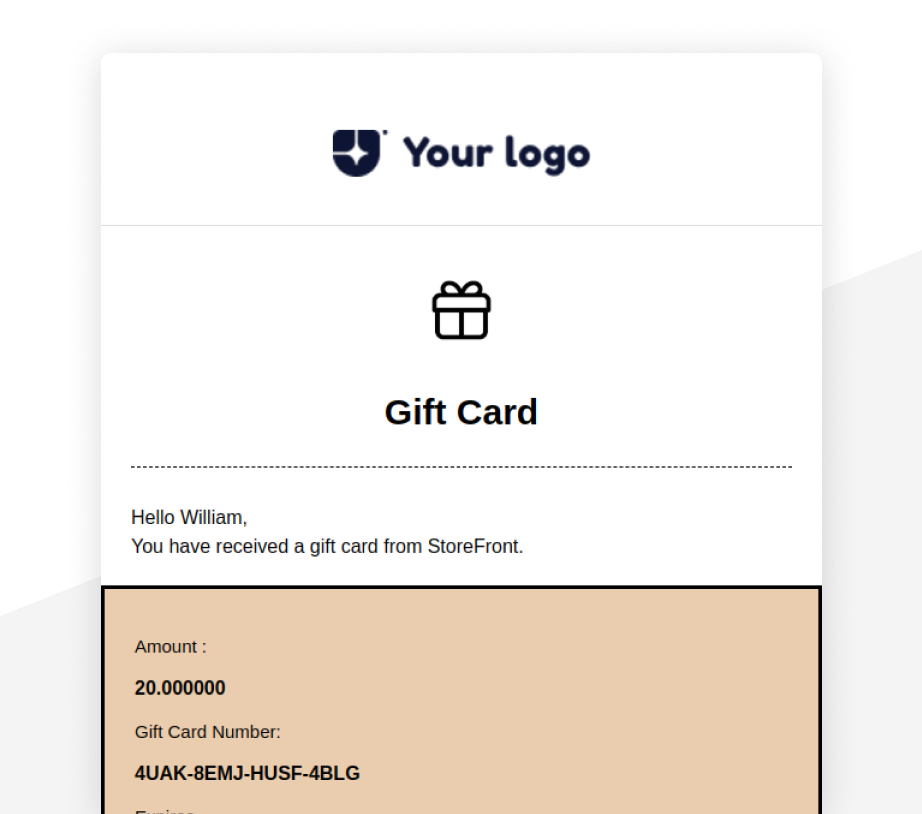 Your logo
Gift Card
Hello William,
You have received a gift card from StoreFront.
Amount :
20.000000
Gift Card Number:
4UAK-8EMJ-HUSF-4BLG